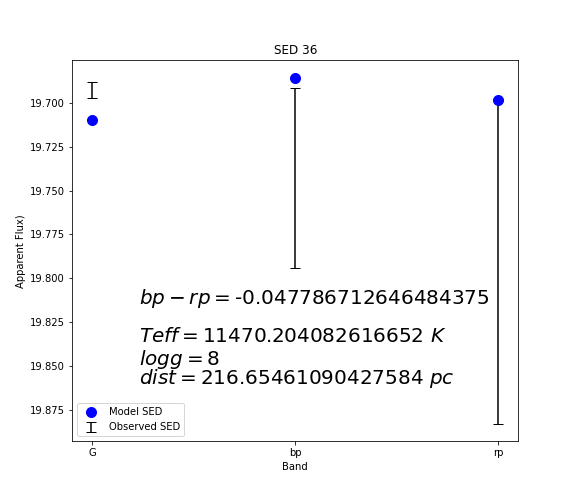 SED 36
19.700
19.725
19.750
19.775
19.800
19.825
19.850
19.875
Apparent Flux)
bp − rp = -0.047786712646484375
Teff = 11470.204082616652 K
logg = 8
dist = 216.65461090427584 pc
Model SED
Observed SED
G bp rp
Band